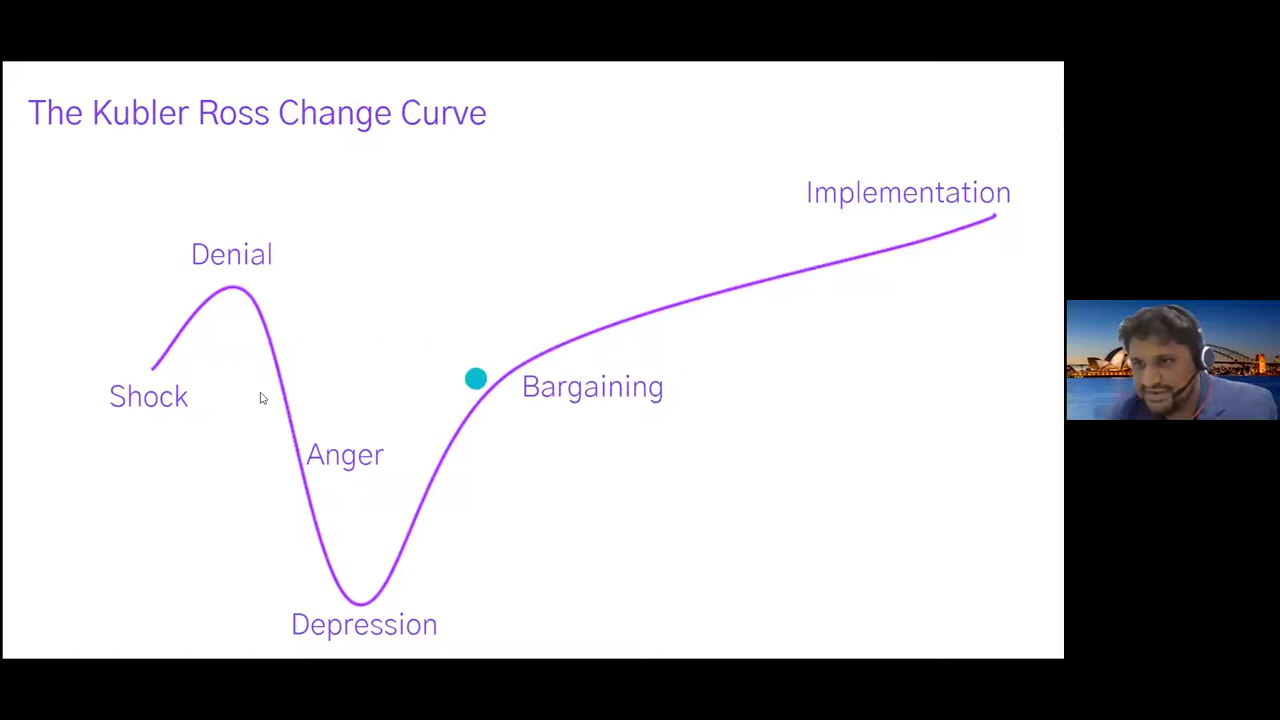 The Kubler Ross Change Curve
Implementation
Denial
Shock
Bargaining
Anger
Depression